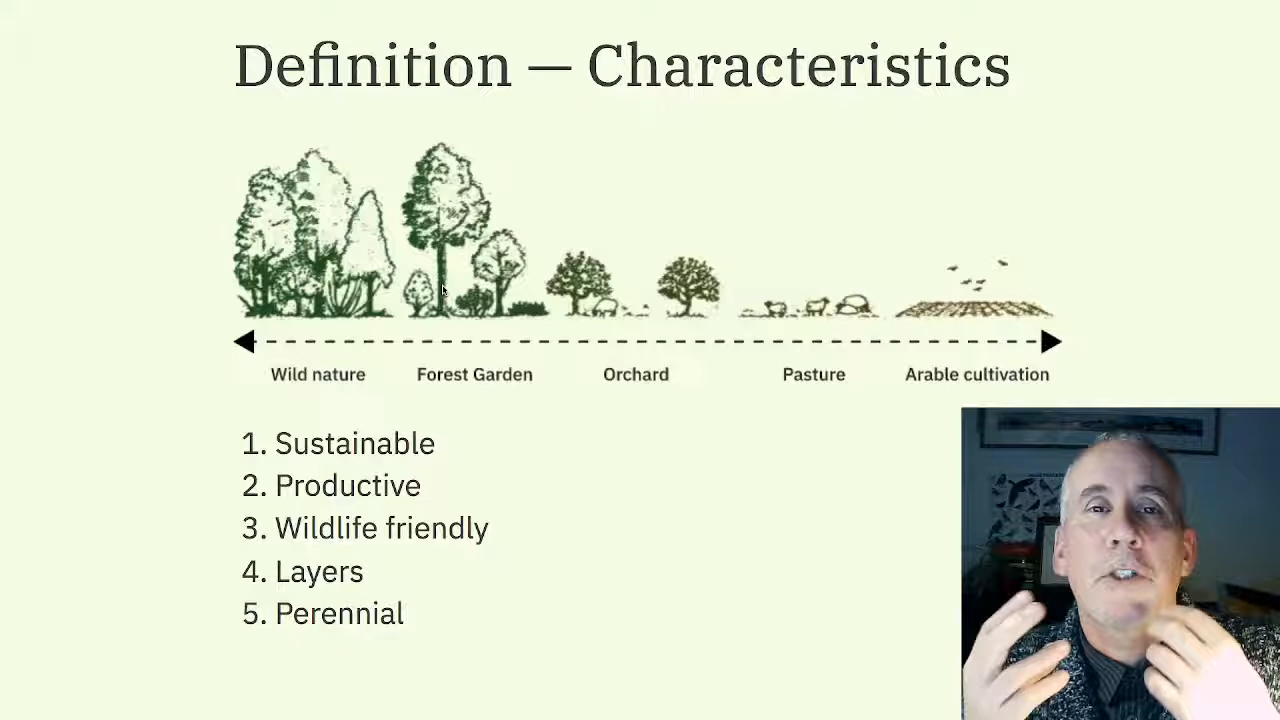 Definition — Characteristics
Wild nature
Forest Garden
Orchard
Pasture
Arable cultivation
1. Sustainable
2. Productive
3. Wildlife friendly
4. Layers
5. Perennial